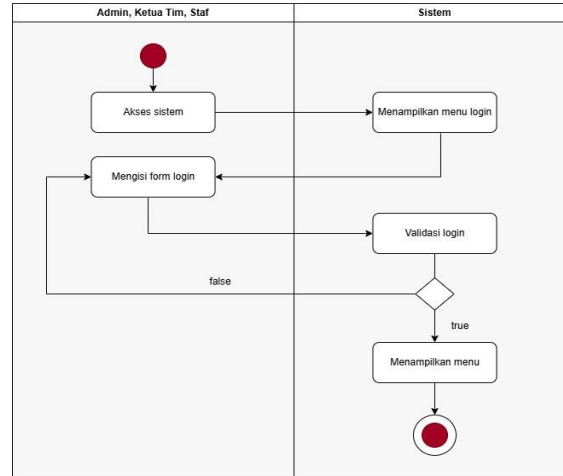 Admin, Ketua Tim, Staf
Sistem
Akses sistem
Menampilkan menu login
Mengisi form login
Validasi login
false
true
Menampilkan menu